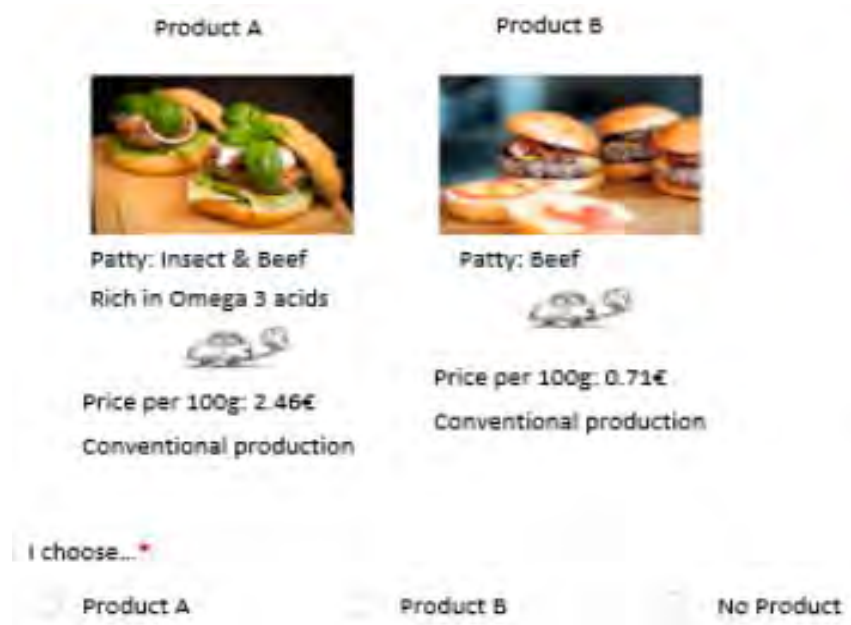 Product A
Product B
Patty: Insect & Beef
Rich in Omega 3 acids
Price per 100g: 2.46€
Conventional production
Patty: Beef
Price per 100g: 0.71€
Conventional production
I choose...*
Product A
Product B
No Product